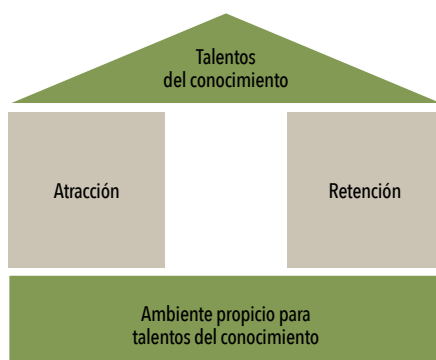 Talentos
del conocimiento
Atracción
Retención
Ambiente propicio para
talentos del conocimiento